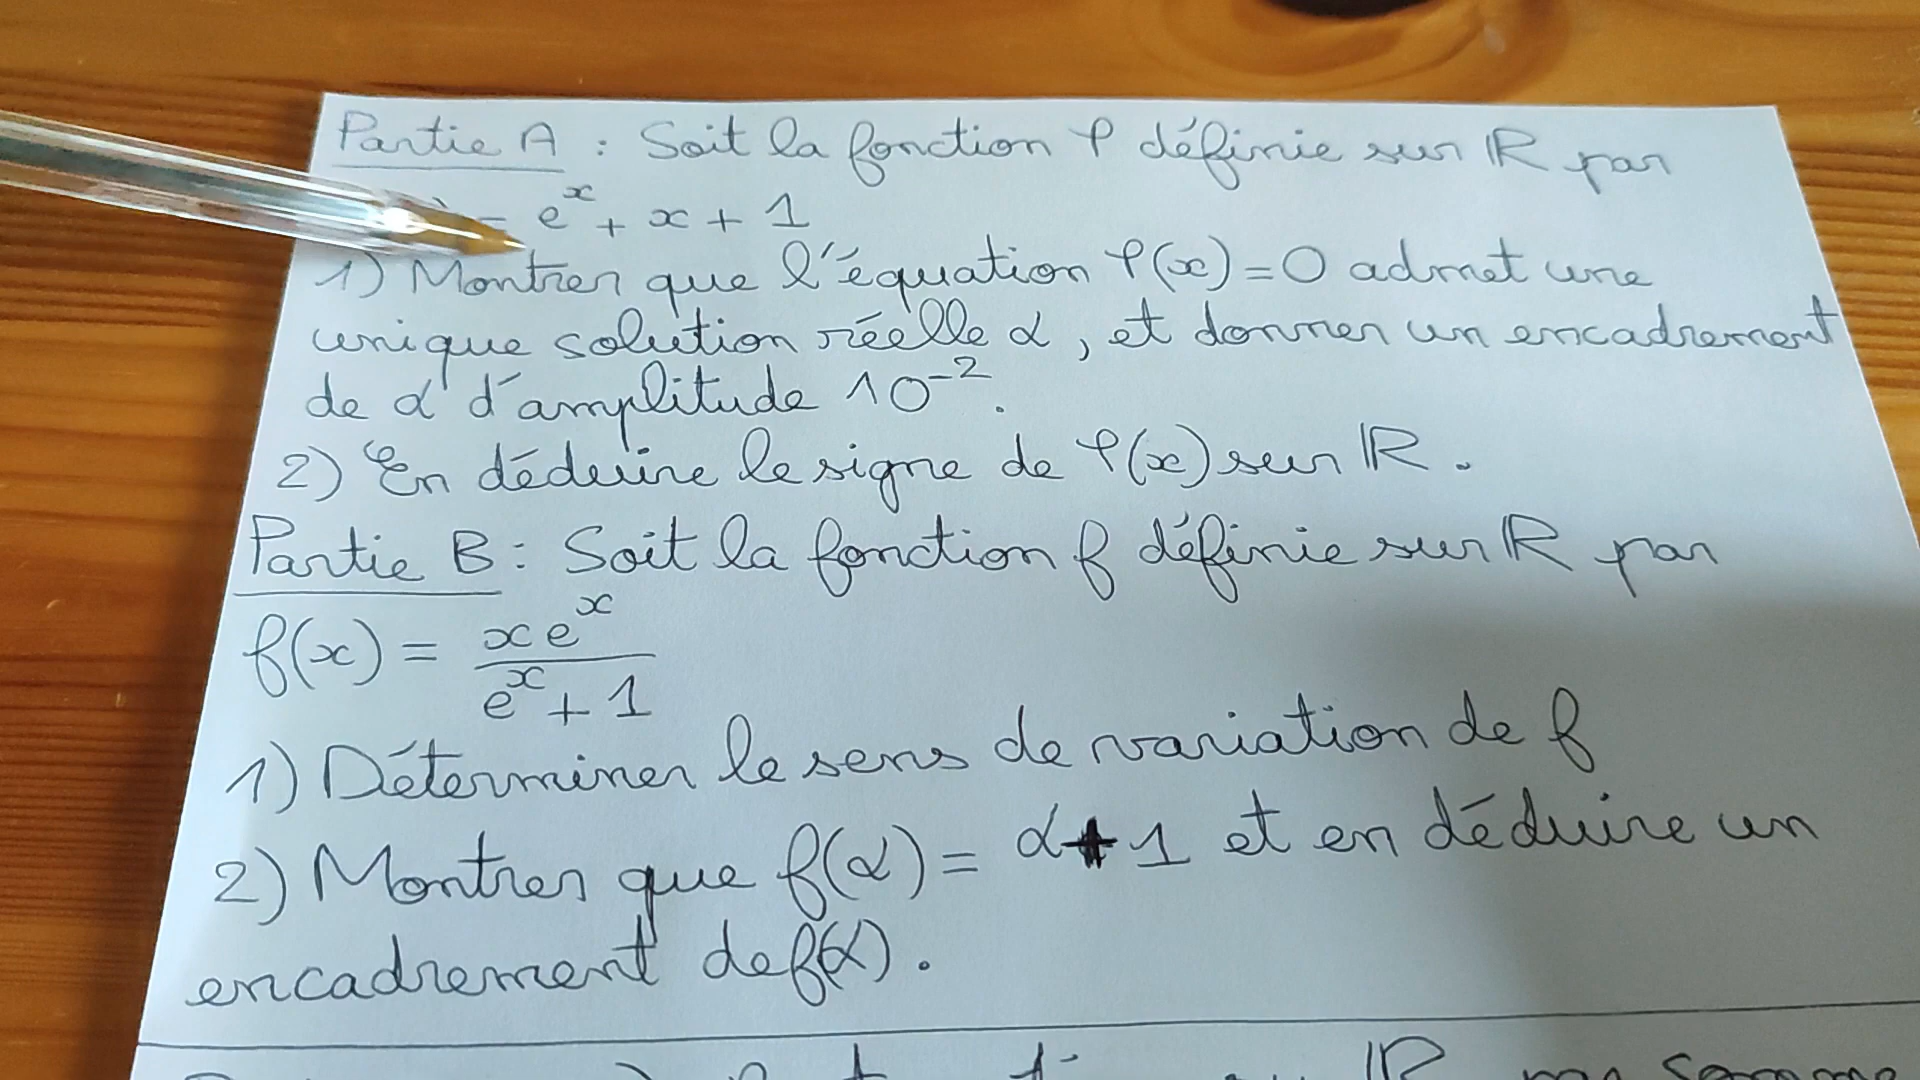 Partie A : Soit la fonction φ définie sur ℝ par
= eˣ + x + 1
1) Montrer que l'équation φ(x) = 0 admet une
unique solution réelle α, et donner un encadrement
de α d'amplitude 10⁻².
2) En déduire le signe de φ(x) sur ℝ.
Partie B : Soit la fonction f définie sur ℝ par
f(x) = xeˣ / eˣ + 1
1) Déterminer le sens de variation de f
2) Montrer que f(α) = α + 1 et en déduire un
encadrement de f(α).